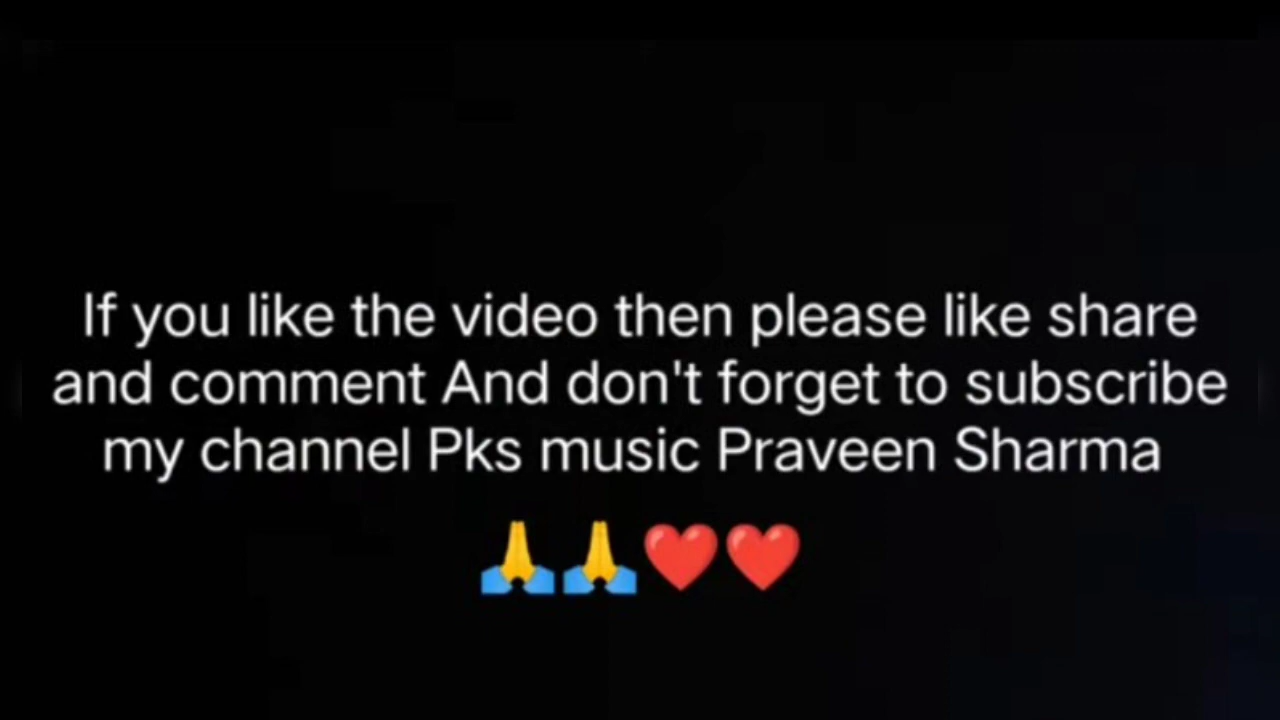 If you like the video then please like share
and comment And don't forget to subscribe
my channel Pks music Praveen Sharma
🙏🙏❤️❤️